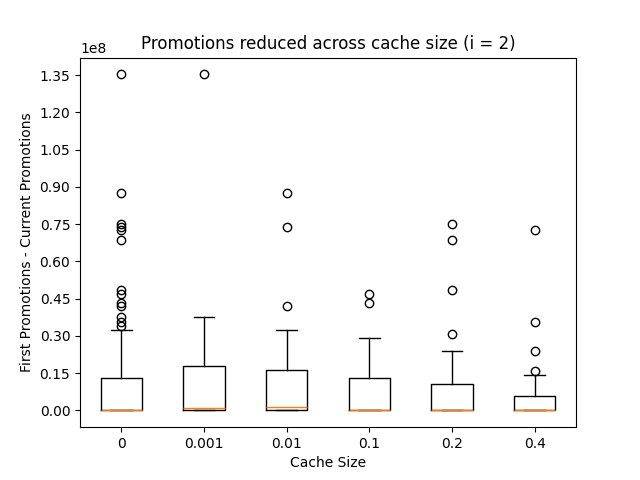 Promotions reduced across cache size (i = 2)
1e8
1.35
1.20
1.05
0.90
0.75
0.60
0.45
0.30
0.15
0.00
First Promotions - Current Promotions
0 0.001 0.01 0.1 0.2 0.4
Cache Size